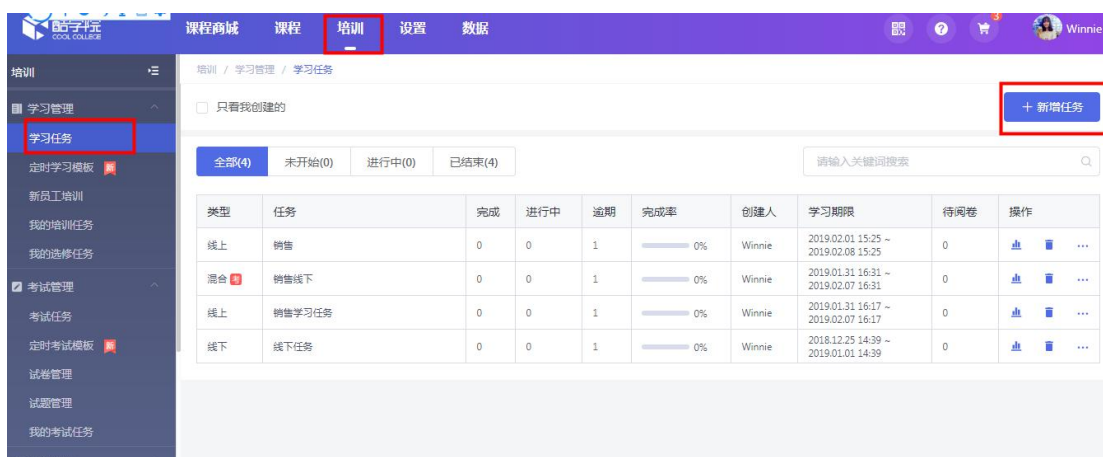 酷学院 课程商城 课程 培训 设置 数据 3 Winnie
COOL COLLEGE
培训 培训 / 学习管理 / 学习任务
学习管理 只看我创建的 + 新增任务
学习任务
定时学习模板 新 全部(4) 未开始(0) 进行中(0) 已结束(4) 请输入关键词搜索
新员工培训
我的培训任务 类型 任务 完成 进行中 逾期 完成率 创建人 学习期限 待阅卷 操作
我的选修任务 线上 销售 0 0 1 0% Winnie 2019.02.01 15:25 ~
2019.02.08 15:25 0
考试管理 混合 考 销售线下 0 0 1 0% Winnie 2019.01.31 16:31 ~
2019.02.07 16:31 0
考试任务 线上 销售学习任务 0 0 1 0% Winnie 2019.01.31 16:17 ~
2019.02.07 16:17 0
定时考试模板 新 线下 线下任务 0 0 1 0% Winnie 2018.12.25 14:39 ~
2019.01.01 14:39 0
试卷管理
试题管理
我的考试任务